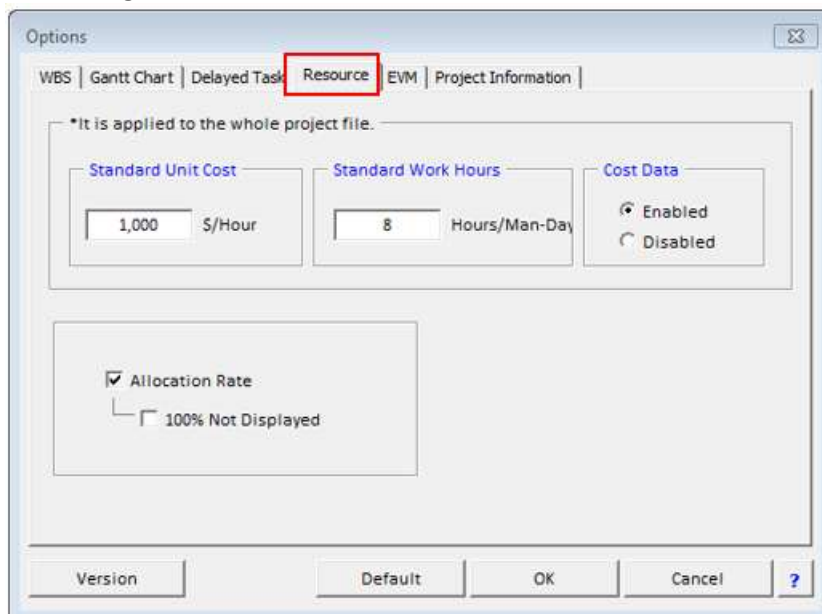 Options
WBS | Gantt Chart | Delayed Task Resource EVM | Project Information |
*It is applied to the whole project file.
Standard Unit Cost Standard Work Hours Cost Data
1,000 $/Hour 8 Hours/Man-Day Enabled
Disabled
Allocation Rate
100% Not Displayed
Version Default OK Cancel ?